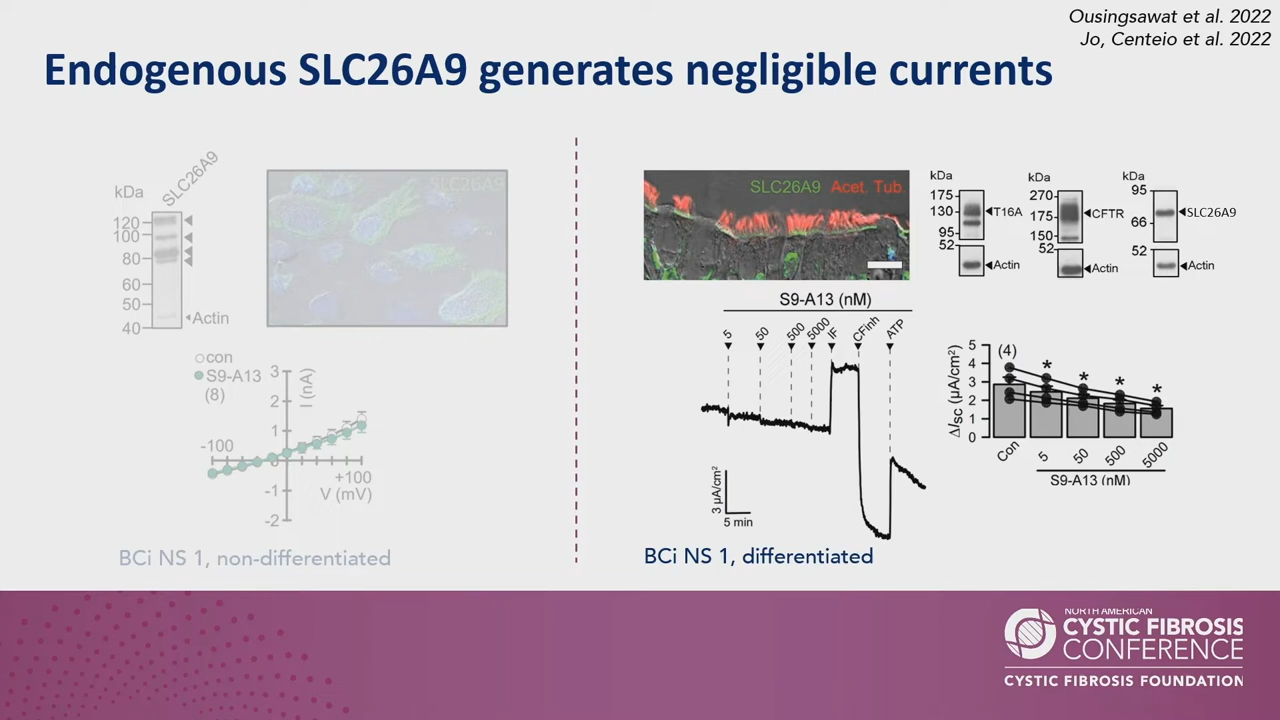 Ousingsawat et al. 2022
Jo, Centeio et al. 2022
Endogenous SLC26A9 generates negligible currents
kDa
SLC26A9
120
100
80
60
50
40
Actin
SLC26A9
con
S9-A13
(8)
I (nA)
3
2
1
0
-1
-2
-100
+100
V (mV)
BCi NS 1, non-differentiated
SLC26A9 Acet. Tub.
kDa
175
130
95
52
T16A
Actin
kDa
270
175
150
52
CFTR
Actin
kDa
95
66
52
SLC26A9
Actin
S9-A13 (nM)
5
50
500
5000
IF
CFinh
ATP
3 µA/cm²
5 min
ΔIsc (µA/cm²)
5
4
3
2
1
0
(4)
* * * *
Con
5
50
500
5000
S9-A13 (nM)
BCi NS 1, differentiated
NORTH AMERICAN
CYSTIC FIBROSIS
CONFERENCE
CYSTIC FIBROSIS FOUNDATION